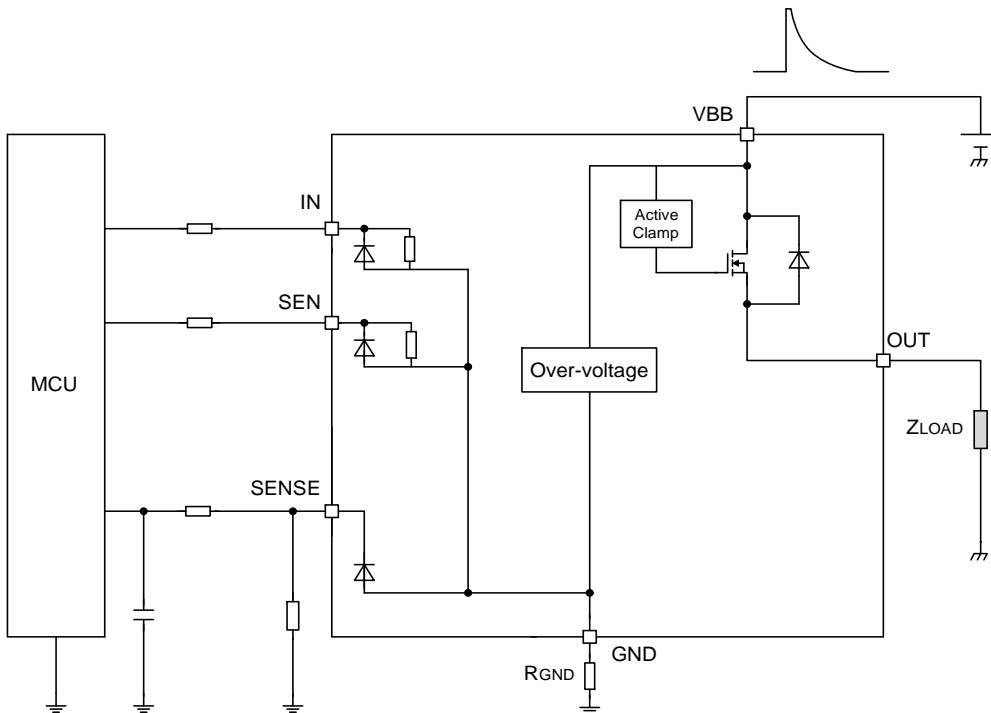 VBB
IN
Active
Clamp
SEN
OUT
MCU
Over-voltage
ZLOAD
SENSE
GND
RGND